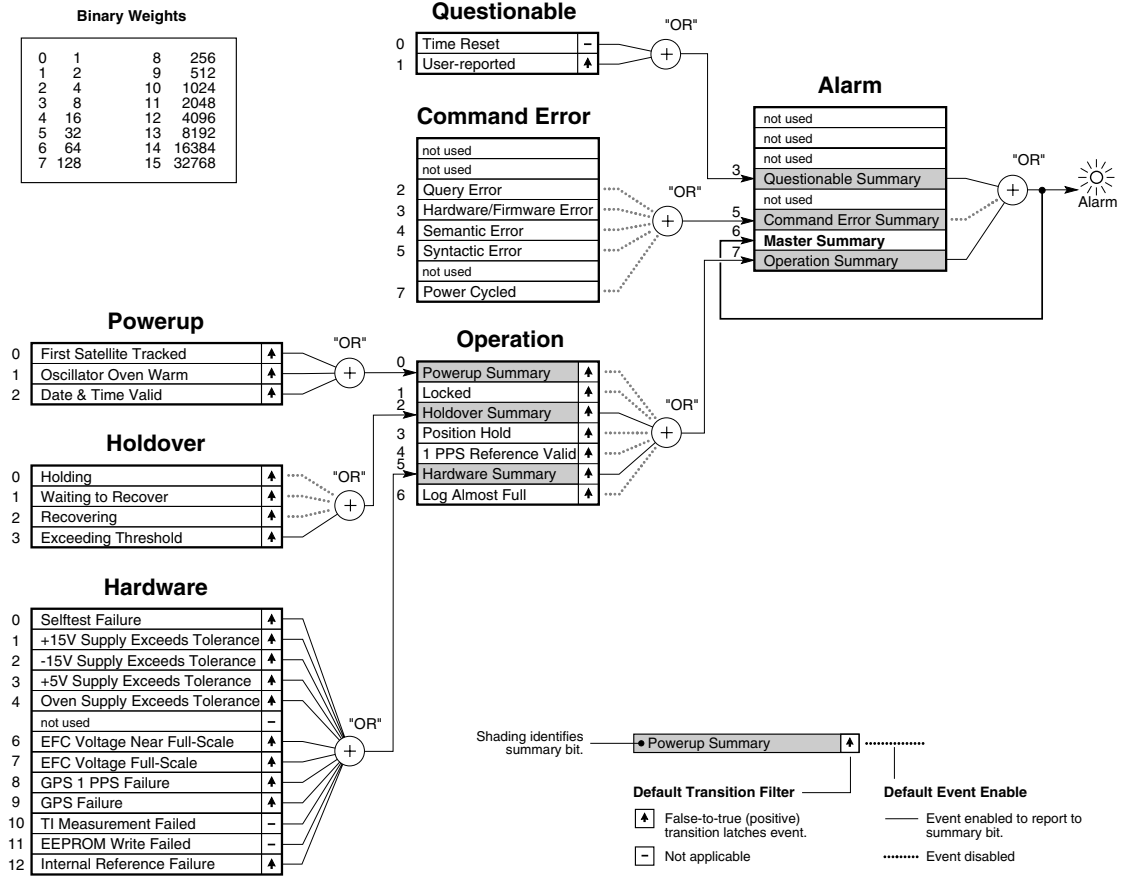 Binary Weights
0 1 8 256
1 2 9 512
2 4 10 1024
3 8 11 2048
4 16 12 4096
5 32 13 8192
6 64 14 16384
7 128 15 32768
Questionable
0 Time Reset –
1 User-reported
"OR"
+
Command Error
not used
not used
2 Query Error
3 Hardware/Firmware Error
4 Semantic Error
5 Syntactic Error
not used
7 Power Cycled
"OR"
+
Alarm
not used
not used
not used
3 Questionable Summary
not used
5 Command Error Summary
6 Master Summary
7 Operation Summary
"OR"
+
Alarm
Powerup
0 First Satellite Tracked
1 Oscillator Oven Warm
2 Date & Time Valid
"OR"
+
Operation
0 Powerup Summary
1 Locked
2 Holdover Summary
3 Position Hold
4 1 PPS Reference Valid
5 Hardware Summary
6 Log Almost Full
"OR"
+
Holdover
0 Holding
1 Waiting to Recover
2 Recovering
3 Exceeding Threshold
"OR"
+
Hardware
0 Selftest Failure
1 +15V Supply Exceeds Tolerance
2 -15V Supply Exceeds Tolerance
3 +5V Supply Exceeds Tolerance
4 Oven Supply Exceeds Tolerance
not used –
6 EFC Voltage Near Full-Scale
7 EFC Voltage Full-Scale
8 GPS 1 PPS Failure
9 GPS Failure
10 TI Measurement Failed –
11 EEPROM Write Failed –
12 Internal Reference Failure
"OR"
+
Shading identifies
summary bit.
Powerup Summary
Default Transition Filter
False-to-true (positive)
transition latches event.
– Not applicable
Default Event Enable
Event enabled to report to
summary bit.
Event disabled